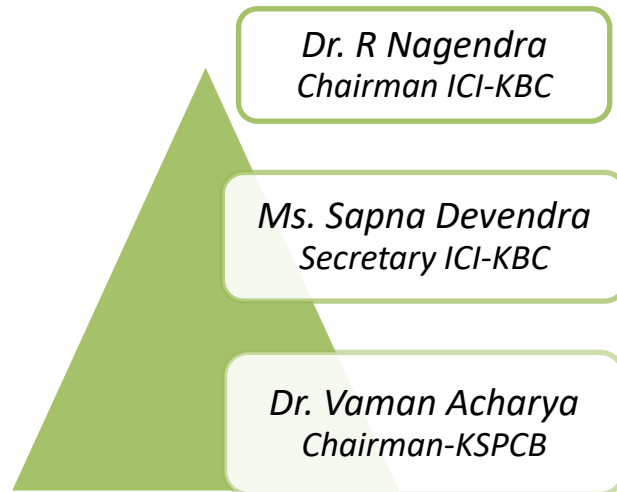 Dr. R Nagendra
Chairman ICI-KBC
Ms. Sapna Devendra
Secretary ICI-KBC
Dr. Vaman Acharya
Chairman-KSPCB